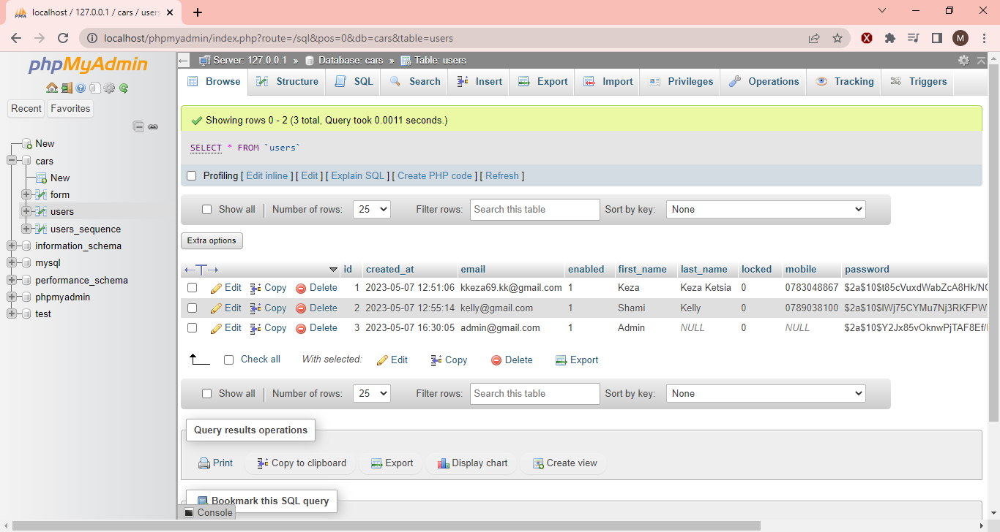 localhost / 127.0.0.1 / cars / users
localhost/phpmyadmin/index.php?route=/sql&pos=0&db=cars&table=users
M
phpMyAdmin
Recent Favorites
New
cars
New
form
users
users_sequence
information_schema
mysql
performance_schema
phpmyadmin
test
Server: 127.0.0.1 » Database: cars » Table: users
Browse Structure SQL Search Insert Export Import Privileges Operations Tracking Triggers
Showing rows 0 - 2 (3 total, Query took 0.0011 seconds.)
SELECT * FROM `users`
Profiling [ Edit inline ] [ Edit ] [ Explain SQL ] [ Create PHP code ] [ Refresh ]
Show all Number of rows: 25 Filter rows: Search this table Sort by key: None
Extra options
id created_at email enabled first_name last_name locked mobile password
Edit Copy Delete 1 2023-05-07 12:51:06 kkeza69.kk@gmail.com 1 Keza Keza Ketsia 0 0783048867 $2a$10$t85cVuxdWabZcA8Hk/
Edit Copy Delete 2 2023-05-07 12:55:14 kelly@gmail.com 1 Shami Kelly 0 0789038100
Edit Copy Delete 3 2023-05-07 16:30:05 admin@gmail.com 1 Admin NULL 0 NULL $2a$10$Y2Jx85vOknwPjTAF8Ef/
Check all With selected: Edit Copy Delete Export
Show all Number of rows: 25 Filter rows: Search this table Sort by key: None
Query results operations
Print Copy to clipboard Export Display chart Create view
Bookmark this SQL query
Console